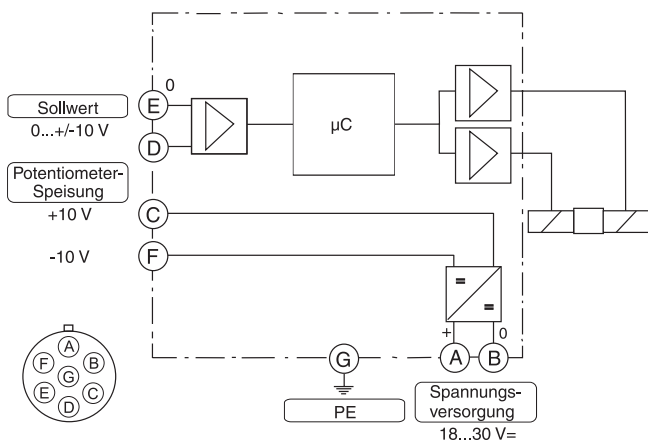 0
Sollwert
E
0...+/-10 V
D
µC
Potentiometer-
Speisung
+10 V
C
-10 V
F
=
=
+
0
G
A
B
PE
Spannungs-
versorgung
18...30 V=
A
F
B
G
E
C
D